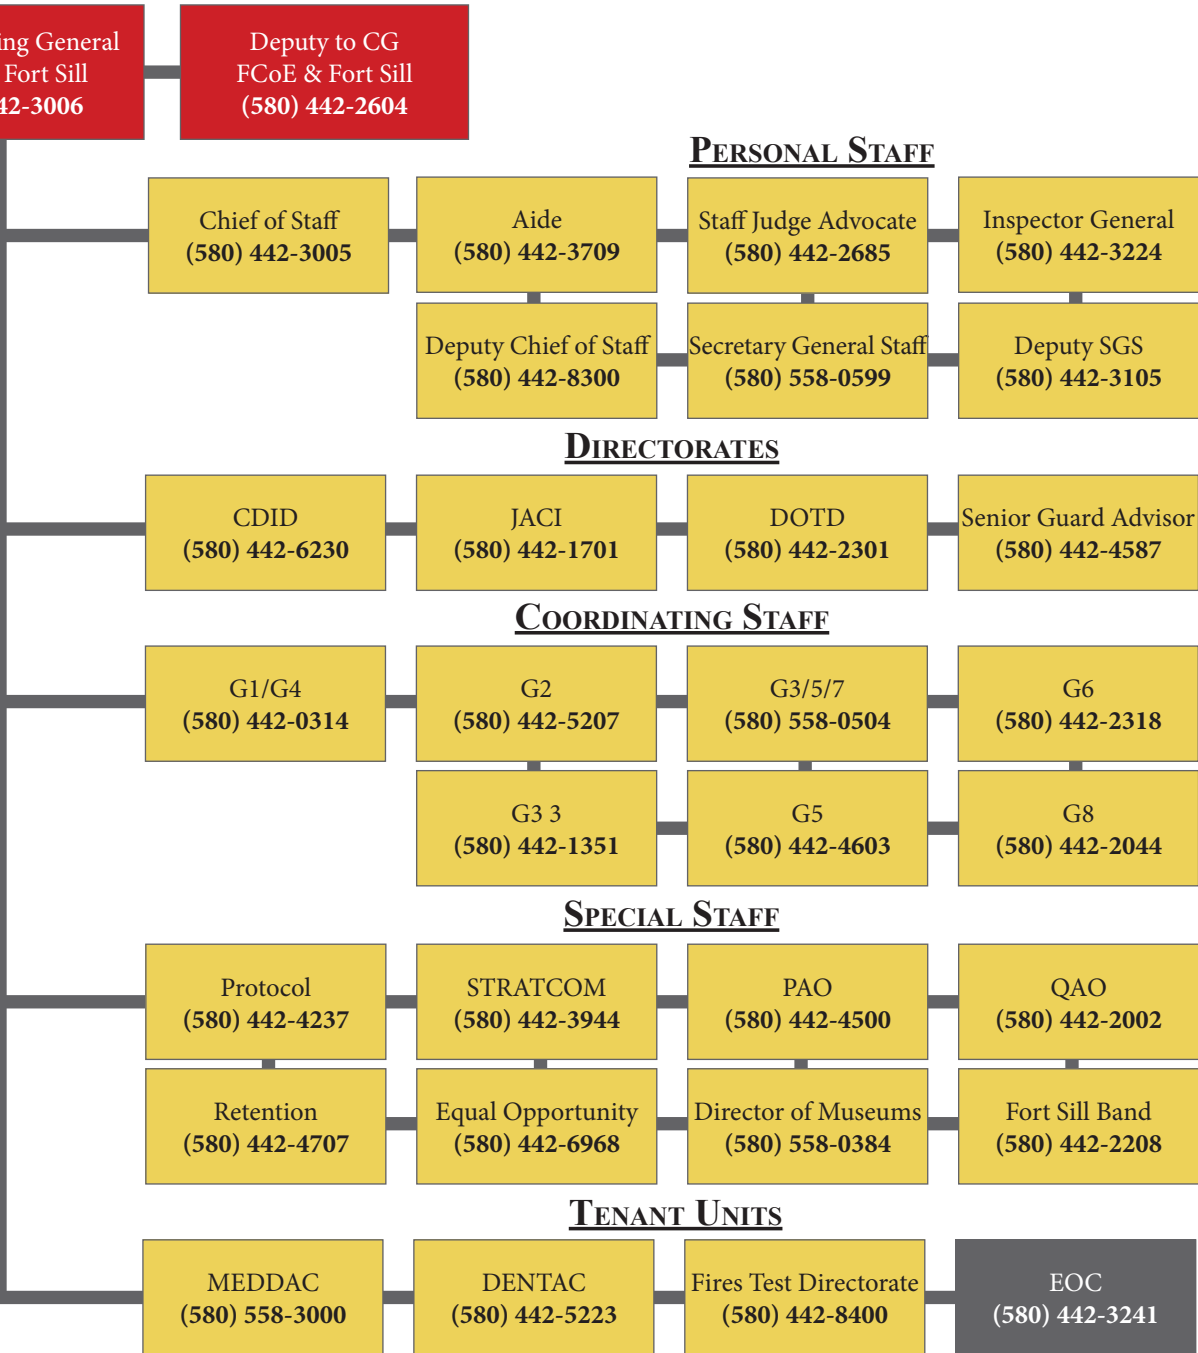 ing General
Fort Sill
42-3006
Deputy to CG
FCoE & Fort Sill
(580) 442-2604
Personal Staff
Chief of Staff
(580) 442-3005
Aide
(580) 442-3709
Staff Judge Advocate
(580) 442-2685
Inspector General
(580) 442-3224
Deputy Chief of Staff
(580) 442-8300
Secretary General Staff
(580) 558-0599
Deputy SGS
(580) 442-3105
Directorates
CDID
(580) 442-6230
JACI
(580) 442-1701
DOTD
(580) 442-2301
Senior Guard Advisor
(580) 442-4587
Coordinating Staff
G1/G4
(580) 442-0314
G2
(580) 442-5207
G3/5/7
(580) 558-0504
G6
(580) 442-2318
G3 3
(580) 442-1351
G5
(580) 442-4603
G8
(580) 442-2044
Special Staff
Protocol
(580) 442-4237
STRATCOM
(580) 442-3944
PAO
(580) 442-4500
QAO
(580) 442-2002
Retention
(580) 442-4707
Equal Opportunity
(580) 442-6968
Director of Museums
(580) 558-0384
Fort Sill Band
(580) 442-2208
Tenant Units
MEDDAC
(580) 558-3000
DENTAC
(580) 442-5223
Fires Test Directorate
(580) 442-8400
EOC
(580) 442-3241